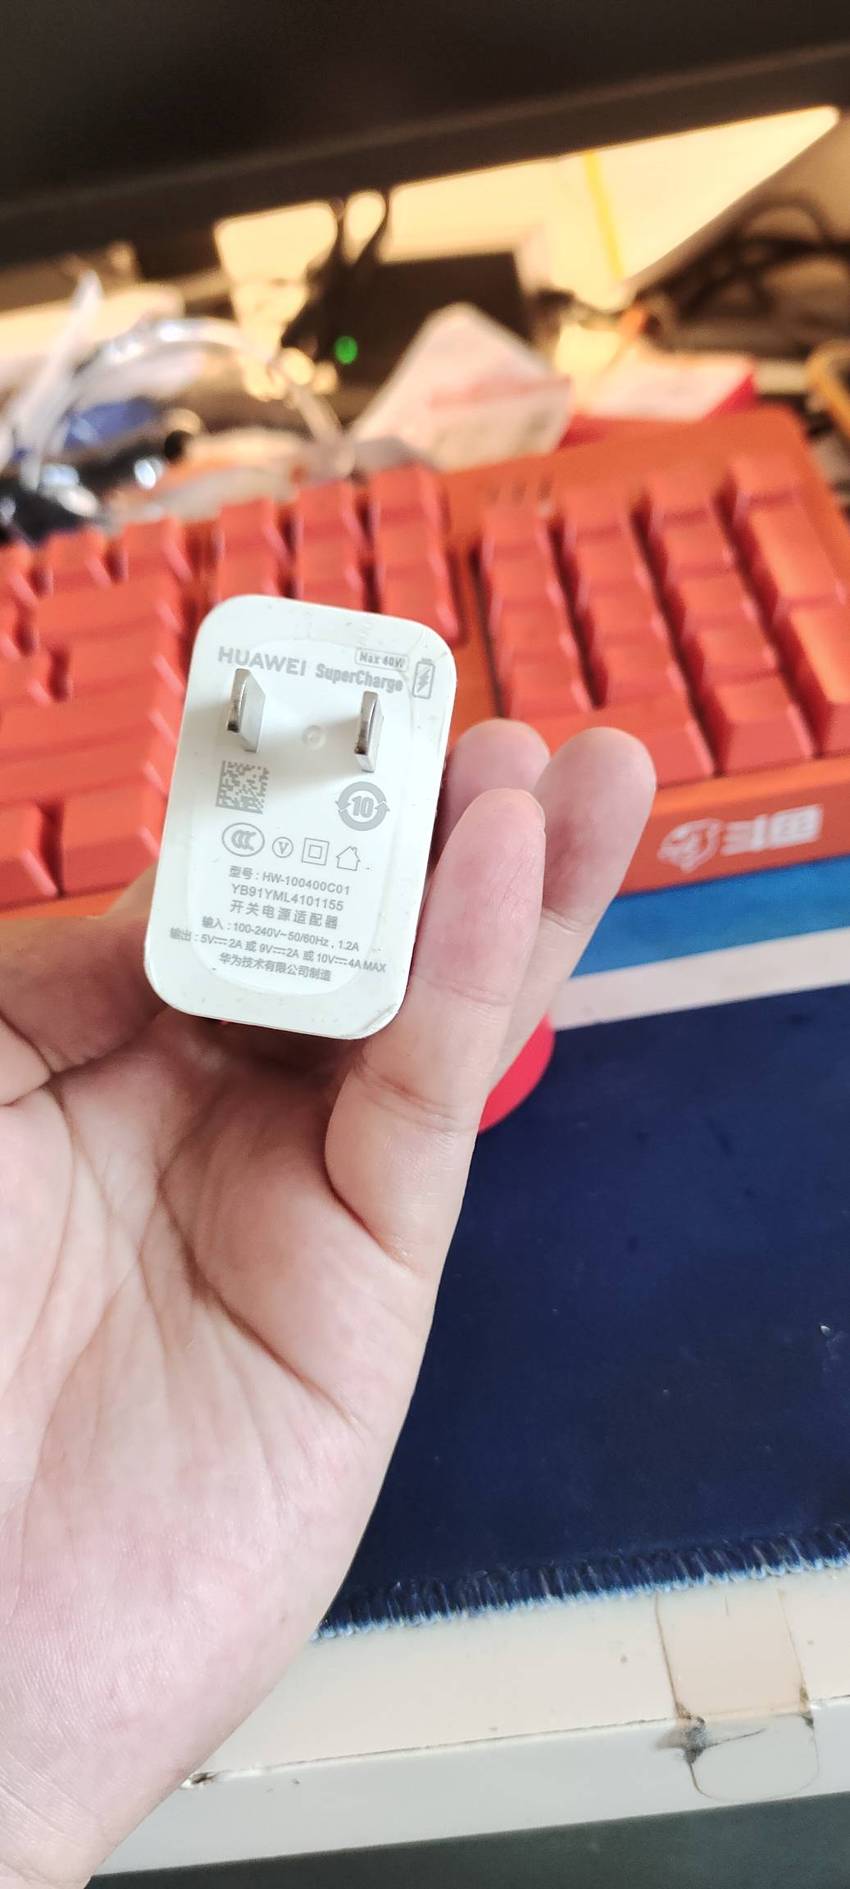 HUAWEI
Max 40W
SuperCharge
10
CCC
V
型号：HW-100400C01
YB91YML4101155
开关电源适配器
输入：100-240V~50/60Hz，1.2A
输出：5V⎓2A 或 9V⎓2A 或 10V⎓4A MAX
华为技术有限公司制造
斗鱼